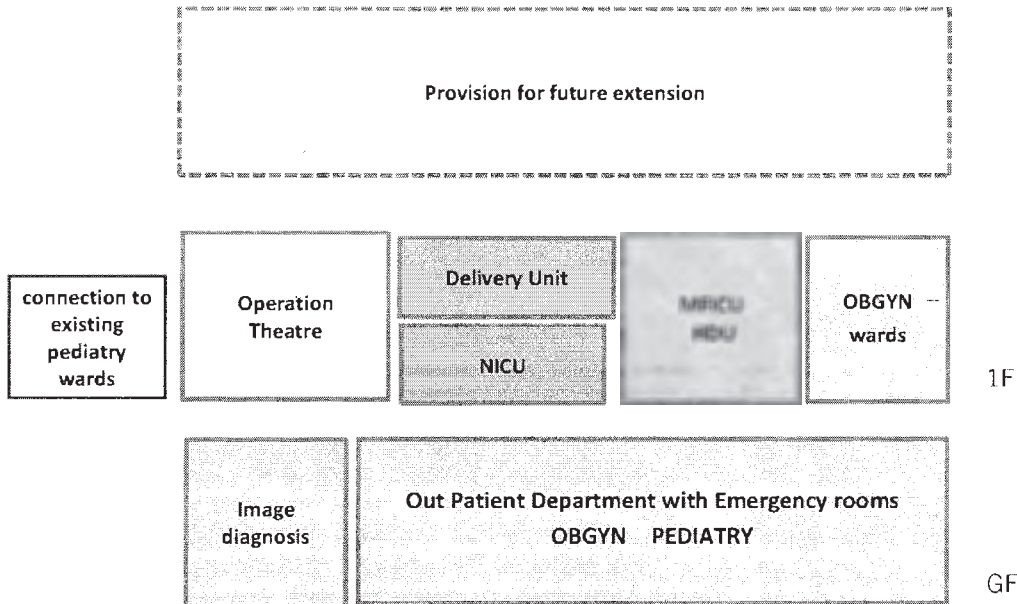 Provision for future extension
connection to
existing
pediatry
wards
Operation
Theatre
Delivery Unit
NICU
OBGYN
wards
1F
Image
diagnosis
Out Patient Department with Emergency rooms
OBGYN PEDIATRY
GF